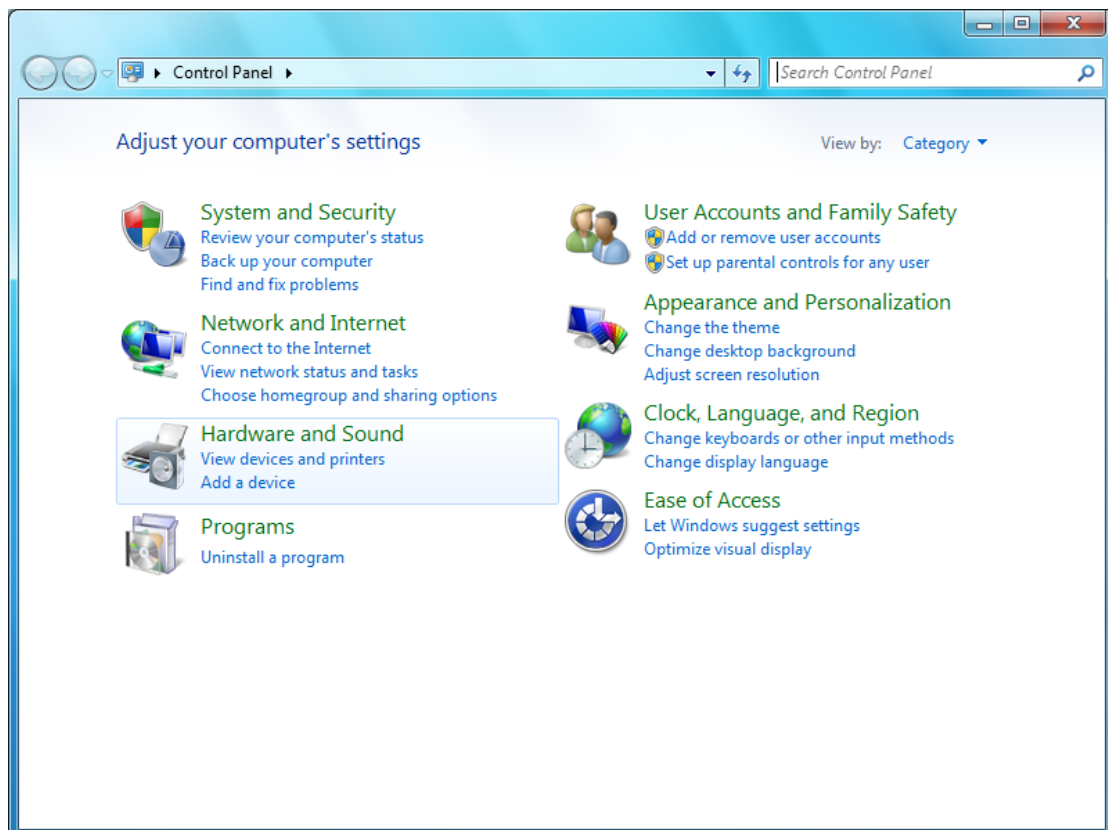 Control Panel
Search Control Panel
Adjust your computer's settings
View by: Category
System and Security
Review your computer's status
Back up your computer
Find and fix problems
Network and Internet
Connect to the Internet
View network status and tasks
Choose homegroup and sharing options
Hardware and Sound
View devices and printers
Add a device
Programs
Uninstall a program
User Accounts and Family Safety
Add or remove user accounts
Set up parental controls for any user
Appearance and Personalization
Change the theme
Change desktop background
Adjust screen resolution
Clock, Language, and Region
Change keyboards or other input methods
Change display language
Ease of Access
Let Windows suggest settings
Optimize visual display